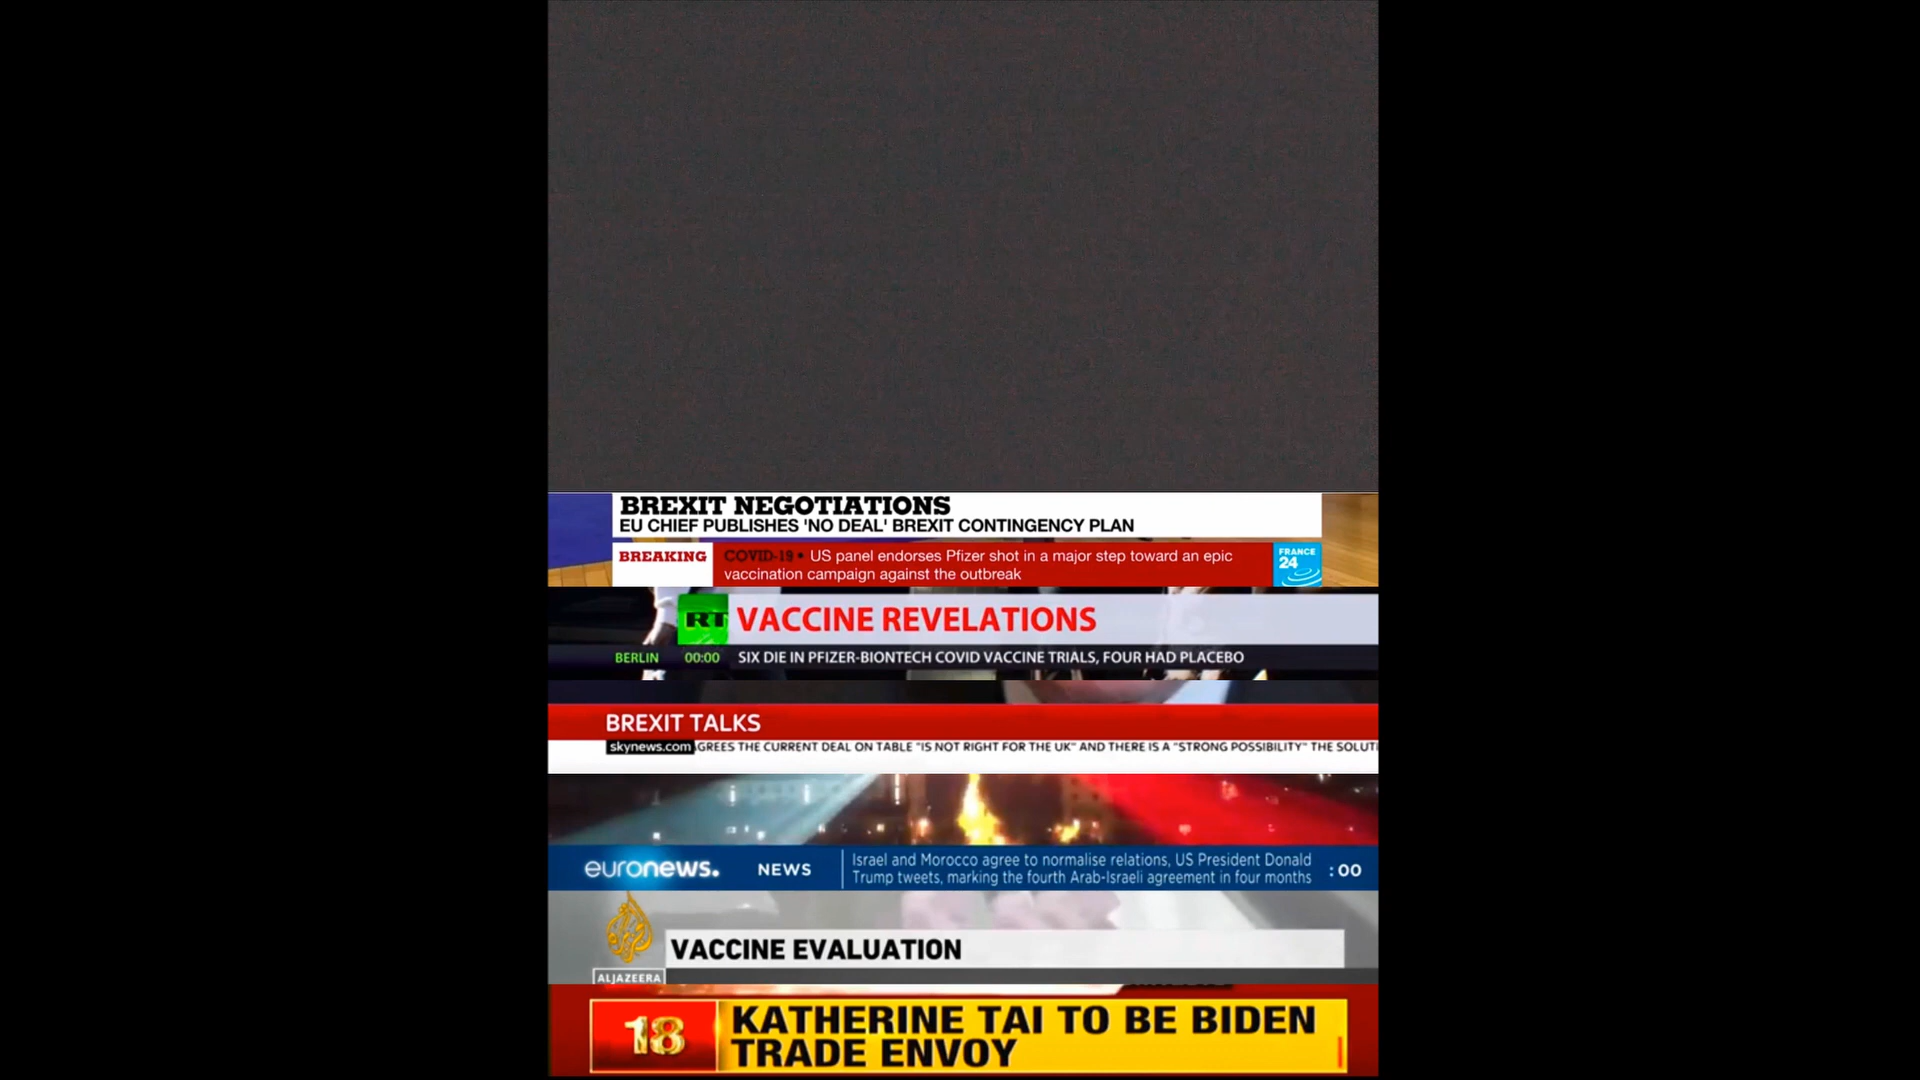 BREXIT NEGOTIATIONS
EU CHIEF PUBLISHES 'NO DEAL' BREXIT CONTINGENCY PLAN
BREAKING
COVID-19 • US panel endorses Pfizer shot in a major step toward an epic
vaccination campaign against the outbreak
FRANCE
24
RT
VACCINE REVELATIONS
BERLIN 00:00 SIX DIE IN PFIZER-BIONTECH COVID VACCINE TRIALS, FOUR HAD PLACEBO
BREXIT TALKS
skynews.com GREES THE CURRENT DEAL ON TABLE "IS NOT RIGHT FOR THE UK" AND THERE IS A "STRONG POSSIBILITY" THE SOLUTI
euronews. NEWS
Israel and Morocco agree to normalise relations, US President Donald
Trump tweets, marking the fourth Arab-Israeli agreement in four months
:00
VACCINE EVALUATION
ALJAZEERA
18
KATHERINE TAI TO BE BIDEN
TRADE ENVOY